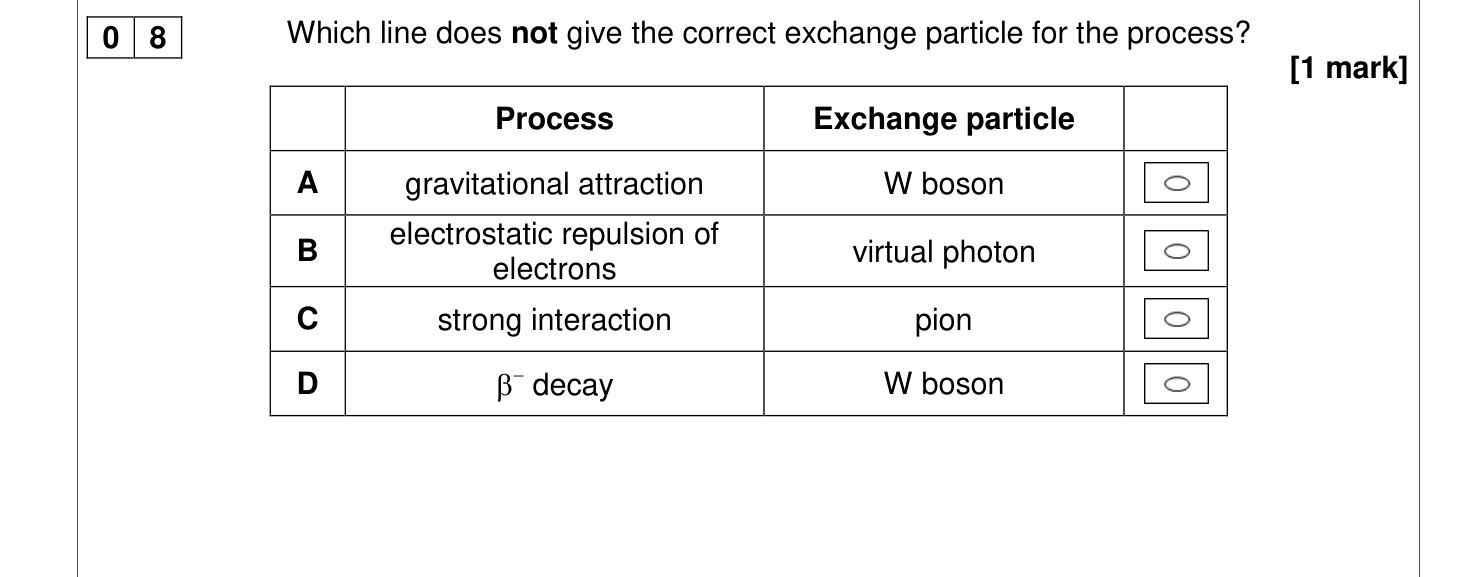 0 8 Which line does not give the correct exchange particle for the process?
[1 mark]
Process Exchange particle
A gravitational attraction W boson
B electrostatic repulsion of electrons virtual photon
C strong interaction pion
D β⁻ decay W boson